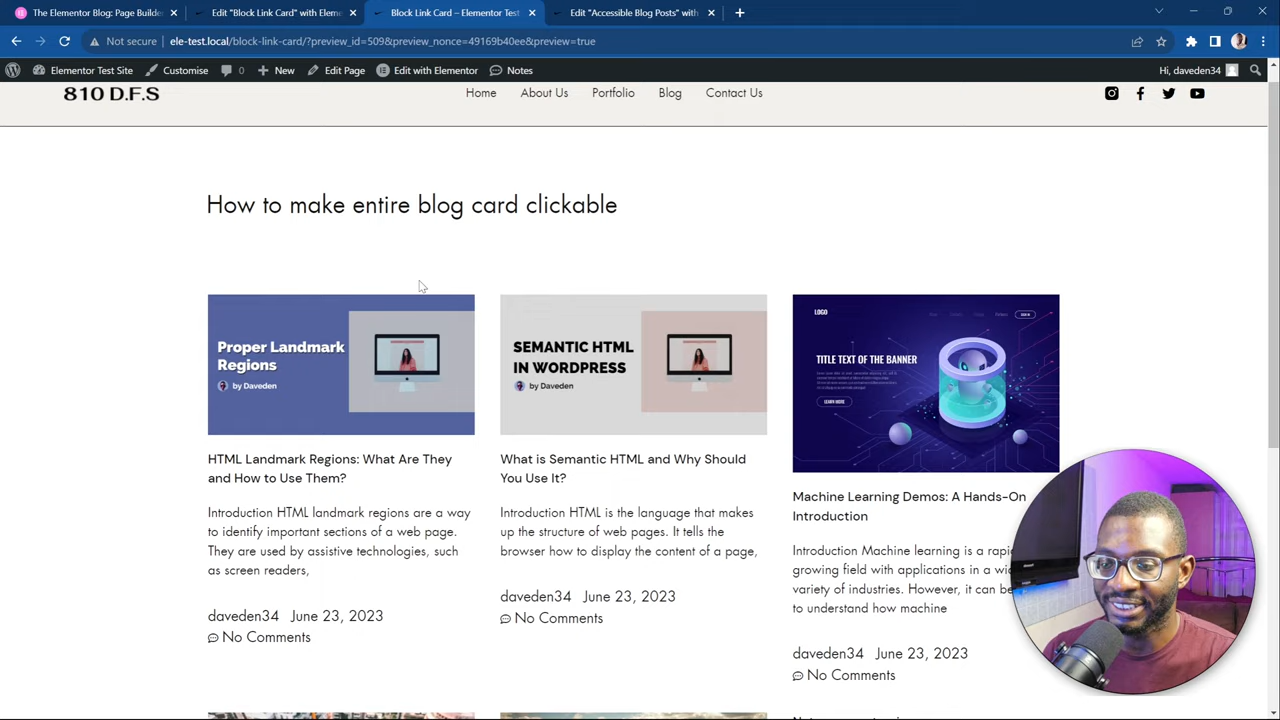 The Elementor Blog: Page Builder
Edit "Block Link Card" with Eleme
Block Link Card – Elementor Test
Edit "Accessible Blog Posts" with
Not secure
ele-test.local/block-link-card/?preview_id=509&preview_nonce=49169b40ee&preview=true
Elementor Test Site
Customise
0
New
Edit Page
Edit with Elementor
Notes
Hi, daveden34
810 D.F.S
Home
About Us
Portfolio
Blog
Contact Us
How to make entire blog card clickable
Proper Landmark
Regions
by Daveden
SEMANTIC HTML
IN WORDPRESS
by Daveden
LOGO
TITLE TEXT OF THE BANNER
LEARN MORE
HTML Landmark Regions: What Are They
and How to Use Them?
Introduction HTML landmark regions are a way
to identify important sections of a web page.
They are used by assistive technologies, such
as screen readers,
daveden34 June 23, 2023
No Comments
What is Semantic HTML and Why Should
You Use It?
Introduction HTML is the language that makes
up the structure of web pages. It tells the
browser how to display the content of a page,
daveden34 June 23, 2023
No Comments
Machine Learning Demos: A Hands-On
Introduction
Introduction Machine learning is a rapi
growing field with applications in a wi
variety of industries. However, it can be
to understand how machine
daveden34 June 23, 2023
No Comments